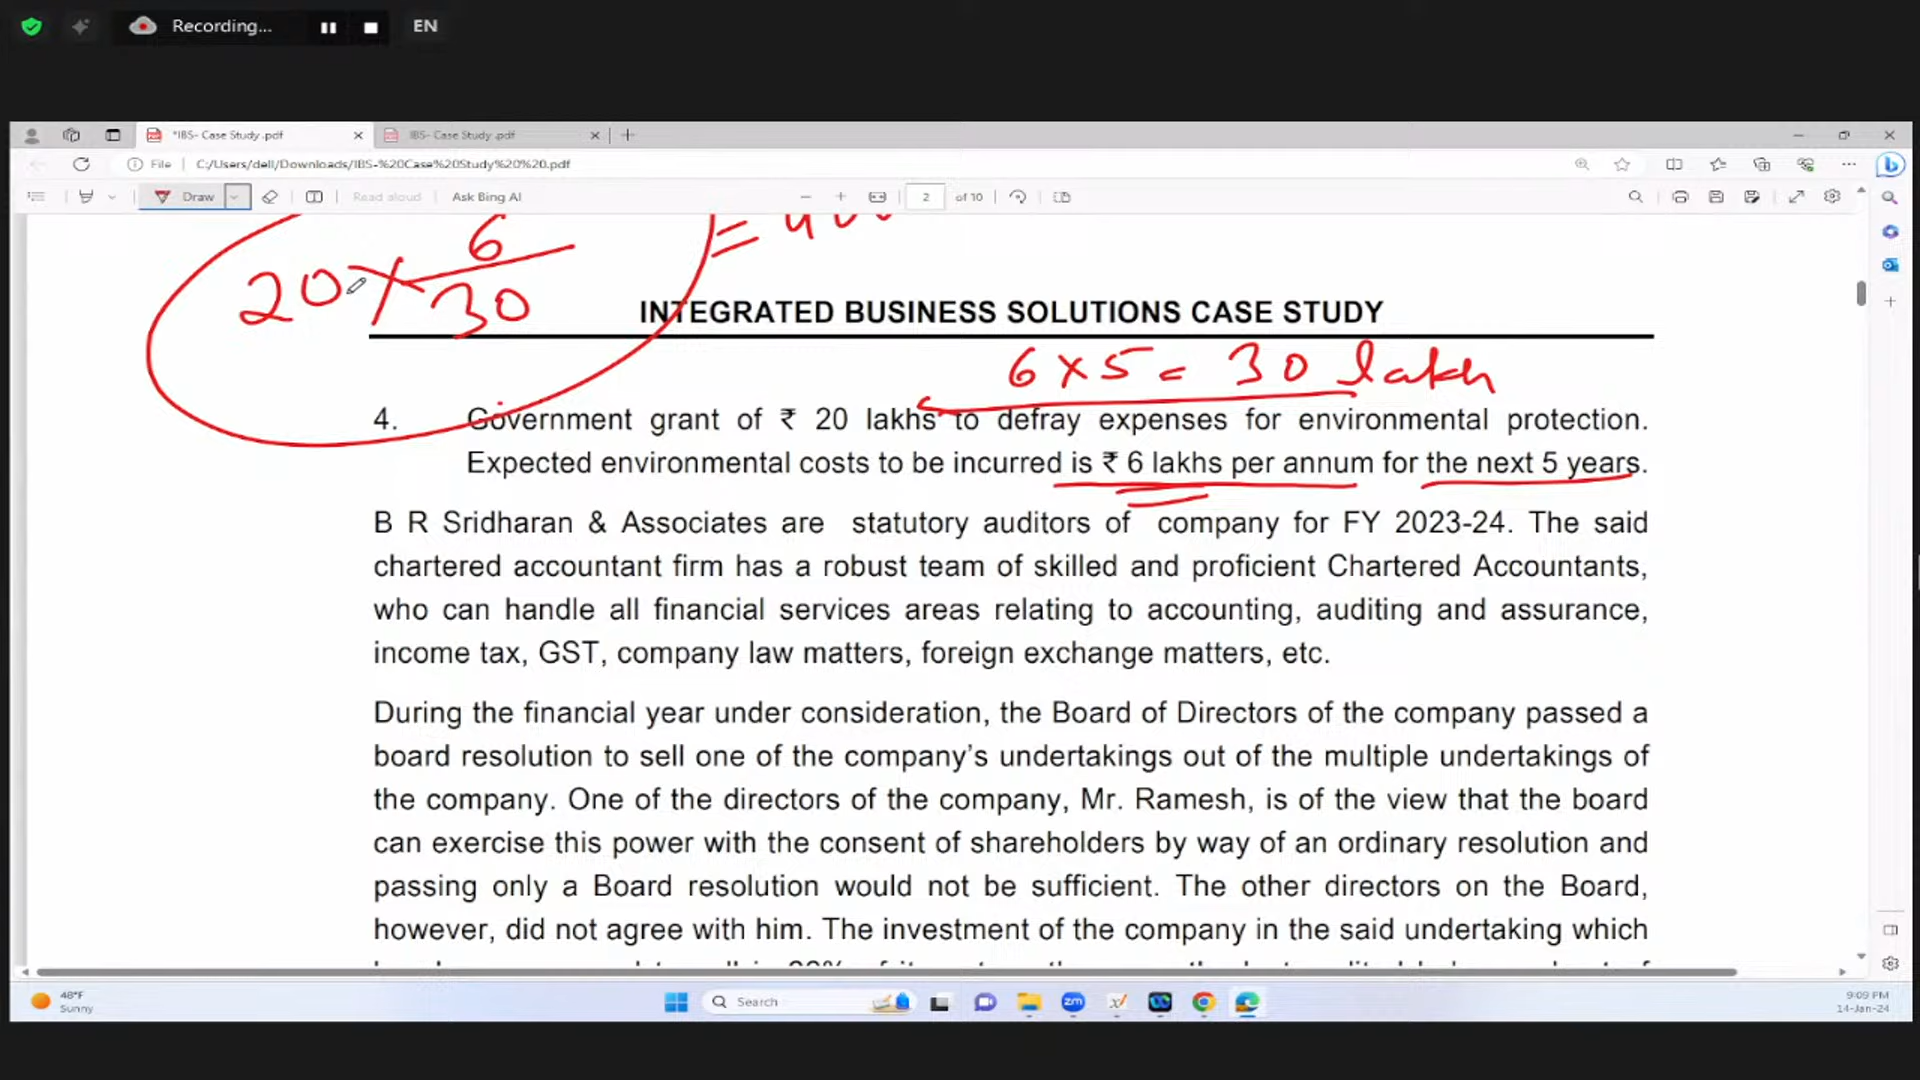 Recording...
EN
*IBS- Case Study .pdf
IBS- Case Study .pdf
File
C:/Users/dell/Downloads/IBS-%20Case%20Study%20%20.pdf
Draw
Read aloud
Ask Bing AI
2
of 10
20 × 6/30
INTEGRATED BUSINESS SOLUTIONS CASE STUDY
6 × 5 = 30 lakh
4. Government grant of ₹ 20 lakhs to defray expenses for environmental protection.
Expected environmental costs to be incurred is ₹ 6 lakhs per annum for the next 5 years.
B R Sridharan & Associates are statutory auditors of company for FY 2023-24. The said
chartered accountant firm has a robust team of skilled and proficient Chartered Accountants,
who can handle all financial services areas relating to accounting, auditing and assurance,
income tax, GST, company law matters, foreign exchange matters, etc.
During the financial year under consideration, the Board of Directors of the company passed a
board resolution to sell one of the company's undertakings out of the multiple undertakings of
the company. One of the directors of the company, Mr. Ramesh, is of the view that the board
can exercise this power with the consent of shareholders by way of an ordinary resolution and
passing only a Board resolution would not be sufficient. The other directors on the Board,
however, did not agree with him. The investment of the company in the said undertaking which
48°F
Sunny
Search
zm
9:09 PM
14-Jan-24